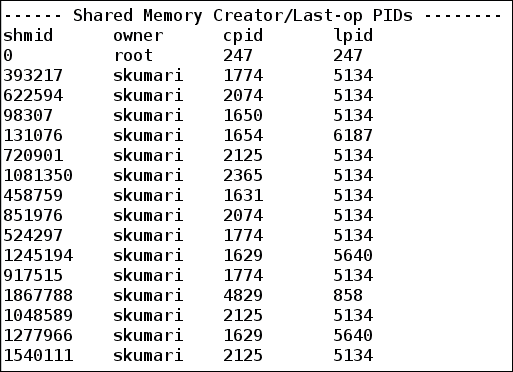 ------ Shared Memory Creator/Last-op PIDs --------
shmid owner cpid lpid
0 root 247 247
393217 skumari 1774 5134
622594 skumari 2074 5134
98307 skumari 1650 5134
131076 skumari 1654 6187
720901 skumari 2125 5134
1081350 skumari 2365 5134
458759 skumari 1631 5134
851976 skumari 2074 5134
524297 skumari 1774 5134
1245194 skumari 1629 5640
917515 skumari 1774 5134
1867788 skumari 4829 858
1048589 skumari 2125 5134
1277966 skumari 1629 5640
1540111 skumari 2125 5134